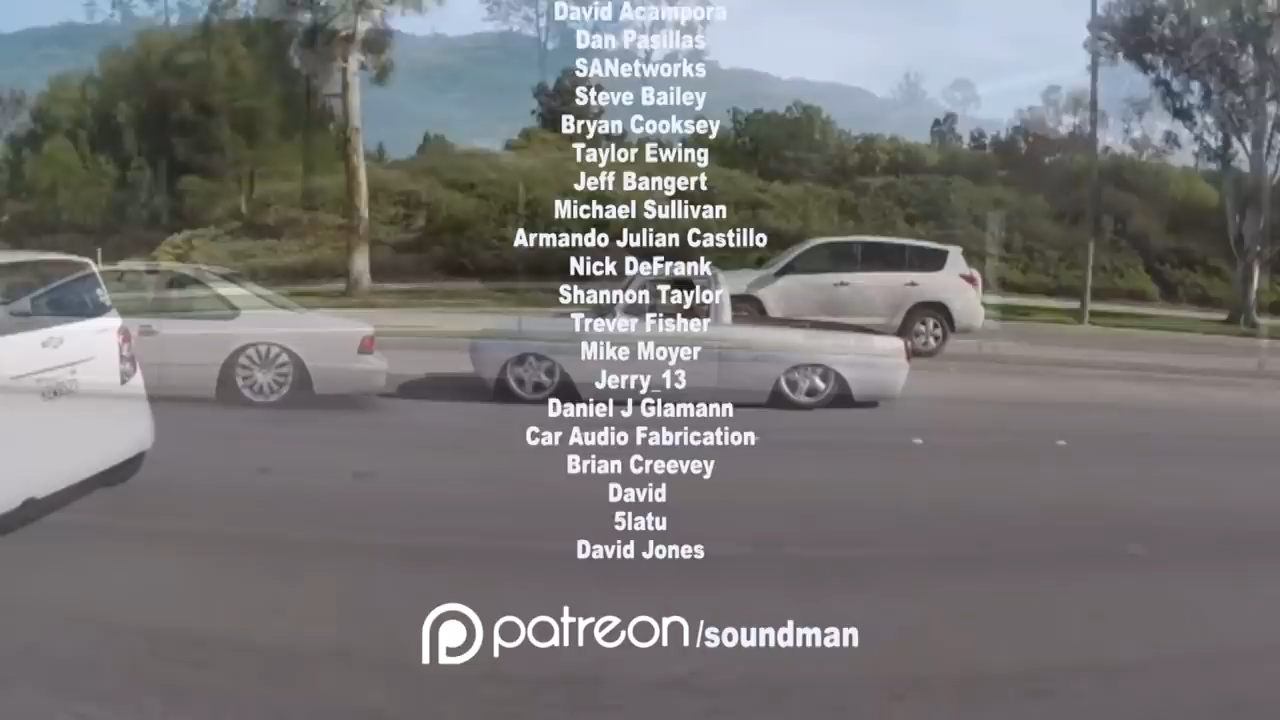 David Acampora
Dan Pasillas
SANetworks
Steve Bailey
Bryan Cooksey
Taylor Ewing
Jeff Bangert
Michael Sullivan
Armando Julian Castillo
Nick DeFrank
Shannon Taylor
Trever Fisher
Mike Moyer
Jerry_13
Daniel J Glamann
Car Audio Fabrication
Brian Creevey
David
5latu
David Jones
patreon/soundman